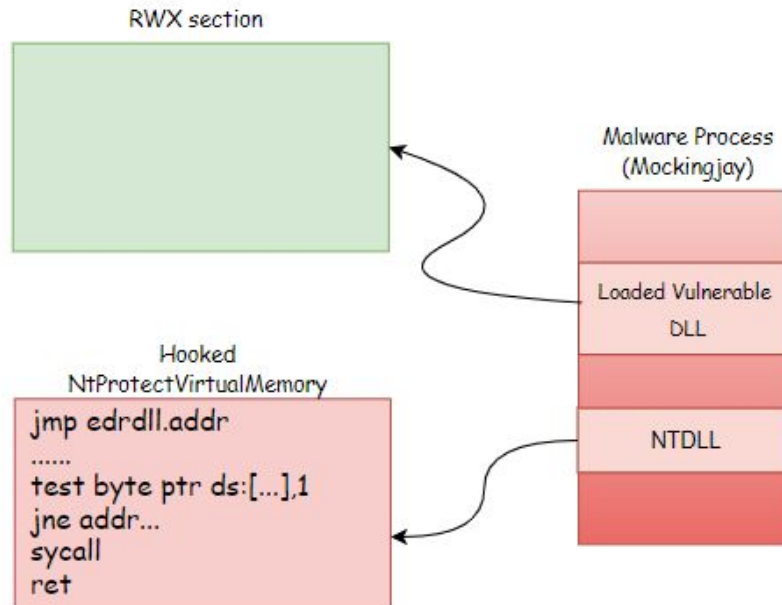 RWX section
Malware Process
(Mockingjay)
Loaded Vulnerable
DLL
NTDLL
Hooked
NtProtectVirtualMemory
jmp edrdll.addr
......
test byte ptr ds:[...],1
jne addr...
sycall
ret